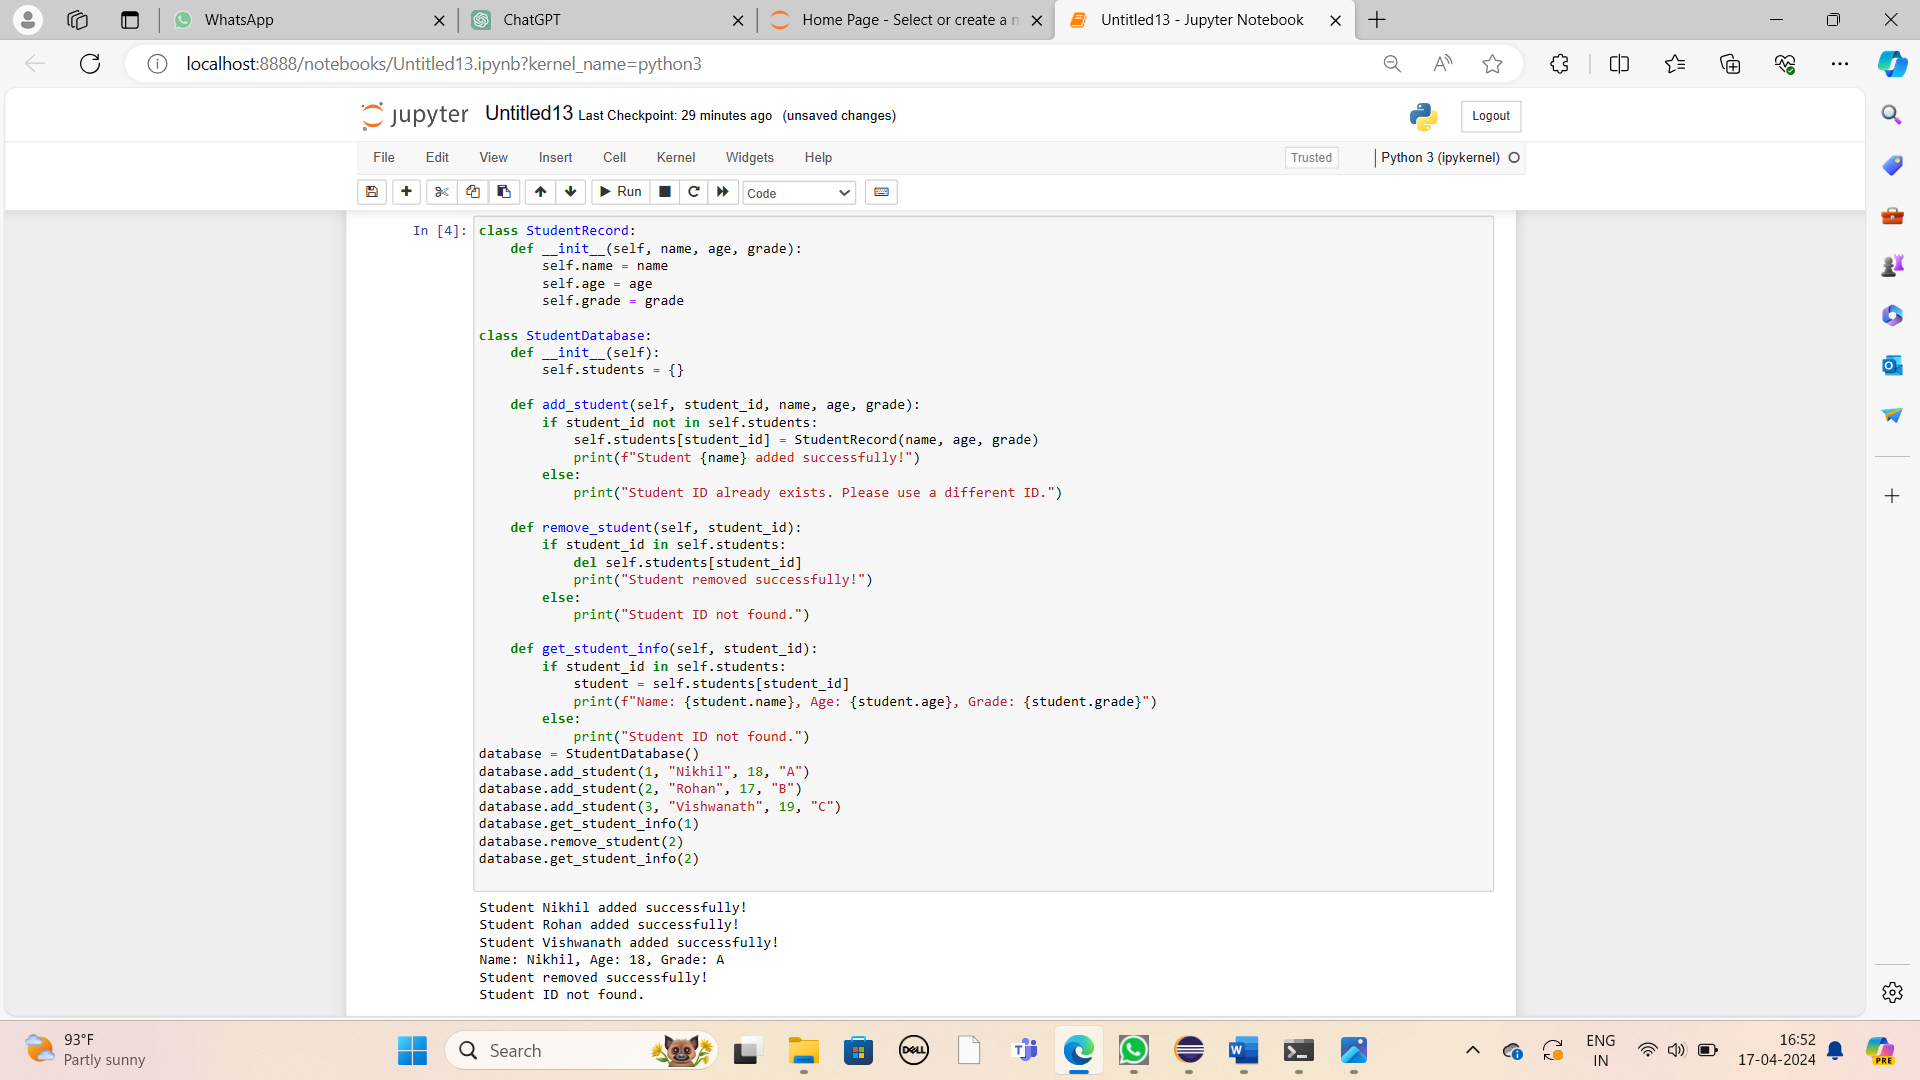 WhatsApp
ChatGPT
Home Page - Select or create a n
Untitled13 - Jupyter Notebook
localhost:8888/notebooks/Untitled13.ipynb?kernel_name=python3
jupyter Untitled13 Last Checkpoint: 29 minutes ago (unsaved changes)
Logout
File Edit View Insert Cell Kernel Widgets Help
Trusted
Python 3 (ipykernel)
Run
Code
In [4]:
class StudentRecord:
    def __init__(self, name, age, grade):
        self.name = name
        self.age = age
        self.grade = grade
class StudentDatabase:
    def __init__(self):
        self.students = {}
    def add_student(self, student_id, name, age, grade):
        if student_id not in self.students:
            self.students[student_id] = StudentRecord(name, age, grade)
            print(f"Student {name} added successfully!")
        else:
            print("Student ID already exists. Please use a different ID.")
    def remove_student(self, student_id):
        if student_id in self.students:
            del self.students[student_id]
            print("Student removed successfully!")
        else:
            print("Student ID not found.")
    def get_student_info(self, student_id):
        if student_id in self.students:
            student = self.students[student_id]
            print(f"Name: {student.name}, Age: {student.age}, Grade: {student.grade}")
        else:
            print("Student ID not found.")
database = StudentDatabase()
database.add_student(1, "Nikhil", 18, "A")
database.add_student(2, "Rohan", 17, "B")
database.add_student(3, "Vishwanath", 19, "C")
database.get_student_info(1)
database.remove_student(2)
database.get_student_info(2)
Student Nikhil added successfully!
Student Rohan added successfully!
Student Vishwanath added successfully!
Name: Nikhil, Age: 18, Grade: A
Student removed successfully!
Student ID not found.
93°F
Partly sunny
Search
DELL
ENG
IN
16:52
17-04-2024
PRE